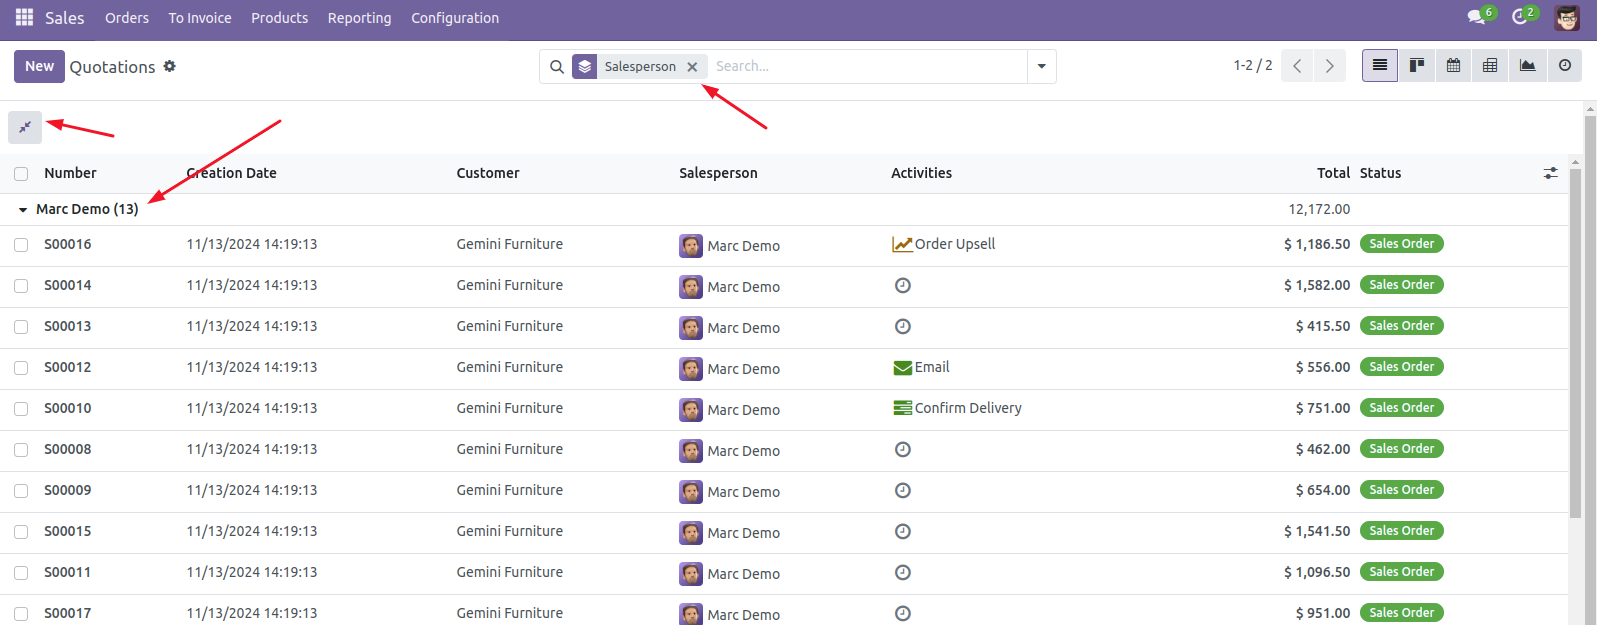 Sales Orders To Invoice Products Reporting Configuration 6 2
New Quotations Salesperson Search... 1-2 / 2
Number Creation Date Customer Salesperson Activities Total Status
Marc Demo (13) 12,172.00
S00016 11/13/2024 14:19:13 Gemini Furniture Marc Demo Order Upsell $ 1,186.50 Sales Order
S00014 11/13/2024 14:19:13 Gemini Furniture Marc Demo $ 1,582.00 Sales Order
S00013 11/13/2024 14:19:13 Gemini Furniture Marc Demo $ 415.50 Sales Order
S00012 11/13/2024 14:19:13 Gemini Furniture Marc Demo Email $ 556.00 Sales Order
S00010 11/13/2024 14:19:13 Gemini Furniture Marc Demo Confirm Delivery $ 751.00 Sales Order
S00008 11/13/2024 14:19:13 Gemini Furniture Marc Demo $ 462.00 Sales Order
S00009 11/13/2024 14:19:13 Gemini Furniture Marc Demo $ 654.00 Sales Order
S00015 11/13/2024 14:19:13 Gemini Furniture Marc Demo $ 1,541.50 Sales Order
S00011 11/13/2024 14:19:13 Gemini Furniture Marc Demo $ 1,096.50 Sales Order
S00017 11/13/2024 14:19:13 Gemini Furniture Marc Demo $ 951.00 Sales Order